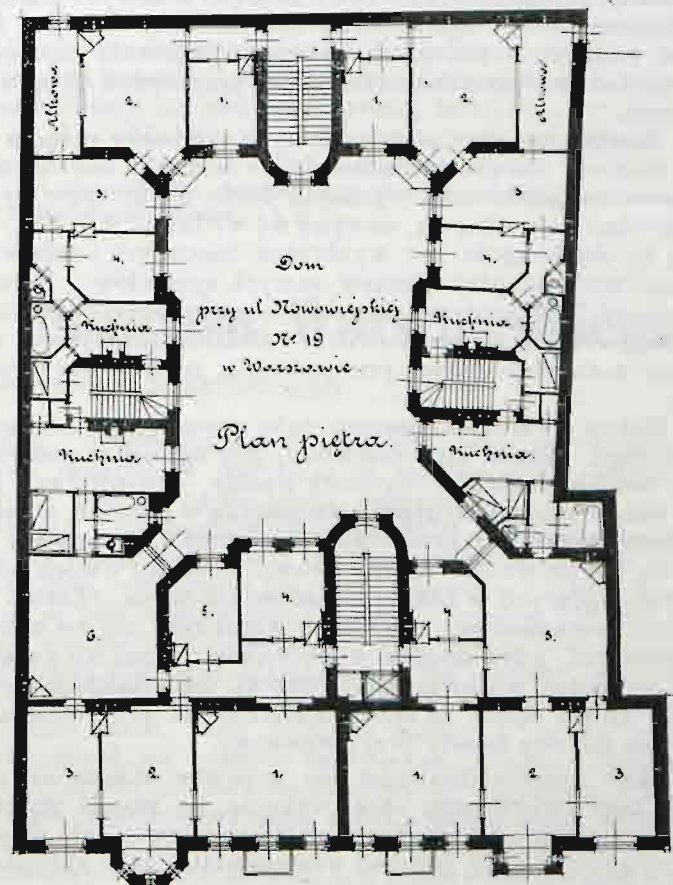 Alkowa
2.
1.
1.
2.
Alkowa
3.
3
4.
4.
Dom
przy ul Nowowiejskiej
Nº 19
w Warszawie
Plan piętra.
Kuchnia
Kuchnia
Kuchnia
Kuchnia
5.
4.
4
5.
6.
3.
2.
1.
1.
2.
3.